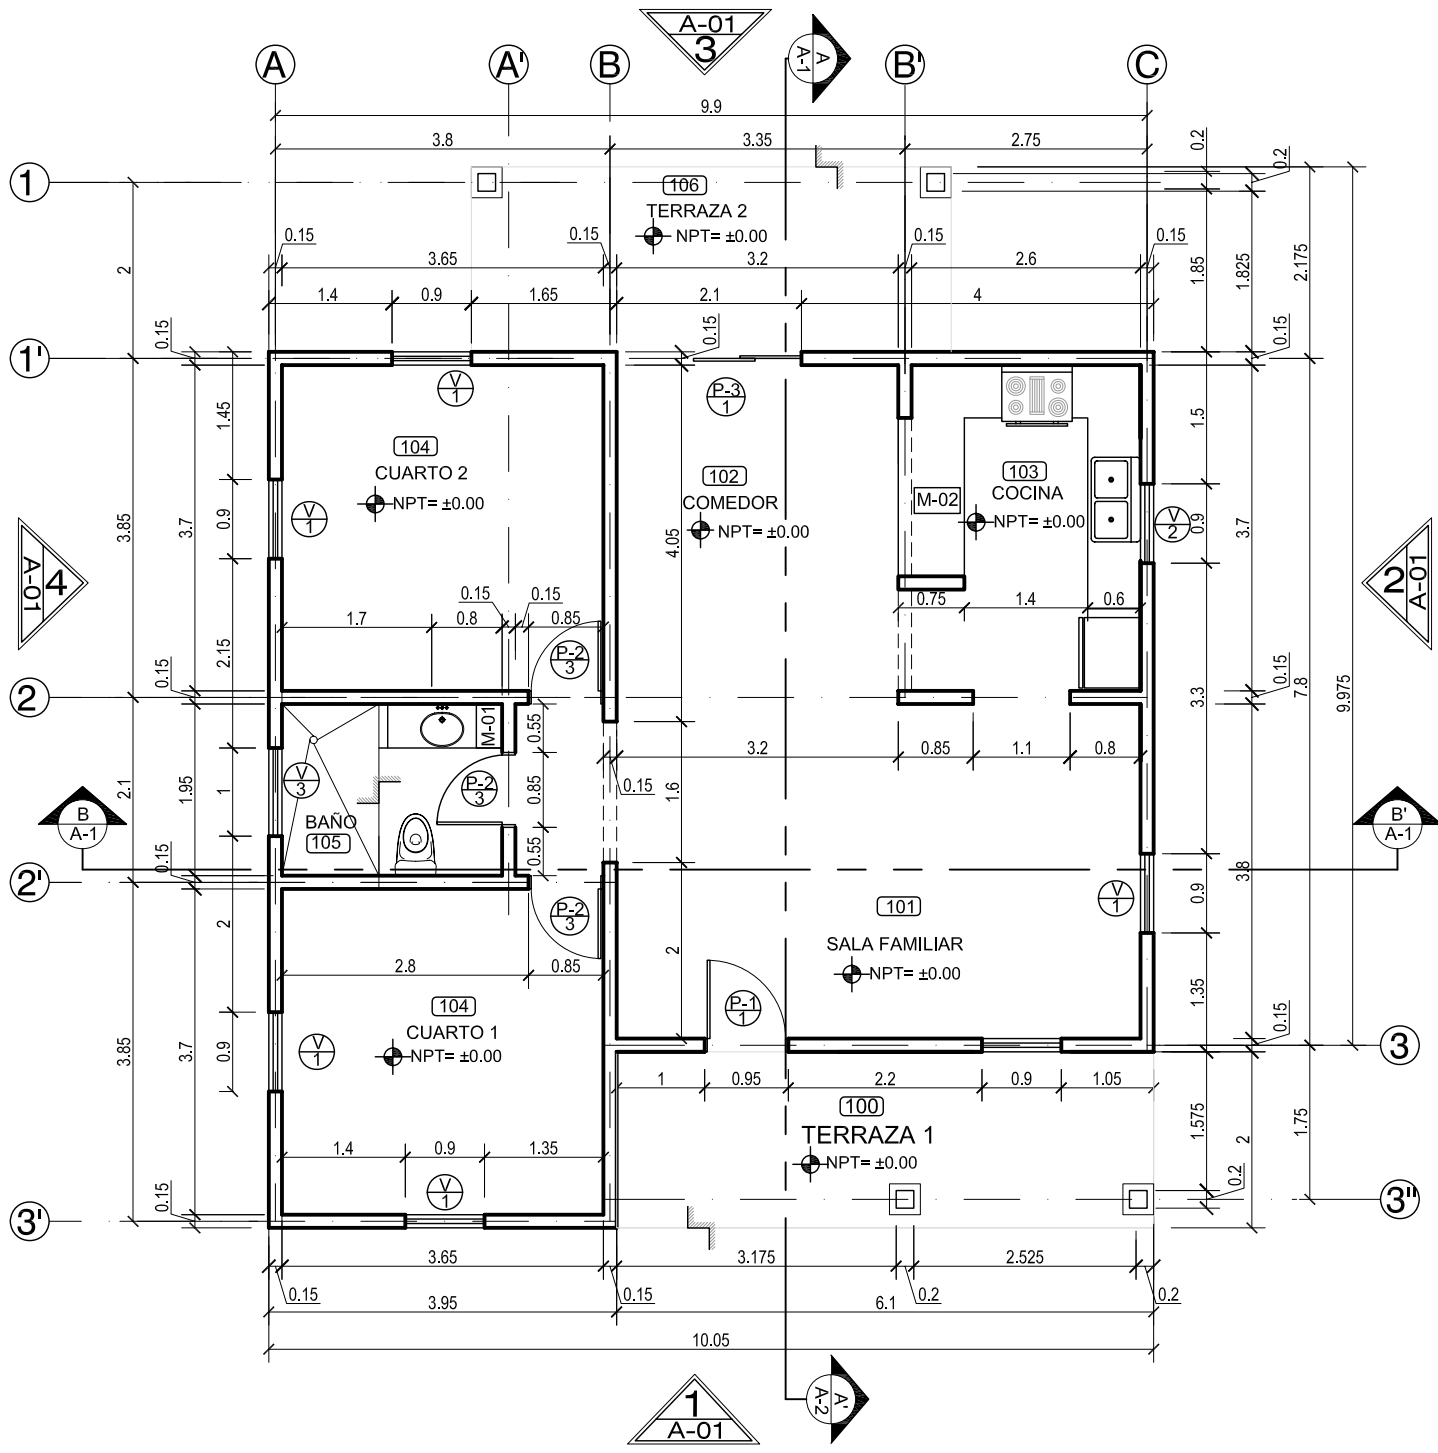 A-01
3
A
A-1
A
A'
B
B'
C
9.9
3.8
3.35
2.75
0.2
0.2
1
106
TERRAZA 2
NPT= ±0.00
0.15
0.15
0.15
0.15
3.65
3.2
2.6
1.4
0.9
1.65
2.1
4
2
1.85
1.825
2.175
1'
0.15
0.15
0.15
V
1
P-3
1
1.45
1.5
104
CUARTO 2
NPT= ±0.00
102
COMEDOR
NPT= ±0.00
103
COCINA
NPT= ±0.00
M-02
V
1
V
2
0.9
0.9
3.85
3.7
4.05
3.7
4
A-01
2
A-01
0.15
0.15
1.7
0.8
0.85
0.75
1.4
0.6
2.15
P-2
3
0.15
0.15
7.8
9.975
3.3
2
M-01
0.55
V
3
P-2
3
0.85
0.15
3.2
0.85
1.1
0.8
1.6
1
1.95
2.1
B
A-1
B'
A-1
BAÑO
105
0.55
0.15
3.8
2'
P-2
3
V
1
0.9
101
SALA FAMILIAR
NPT= ±0.00
2
2
2.8
0.85
P-1
1
1.35
0.15
104
CUARTO 1
NPT= ±0.00
V
1
0.9
3.85
3.7
3
1
0.95
2.2
0.9
1.05
100
TERRAZA 1
NPT= ±0.00
1.575
2
1.75
1.4
0.9
1.35
V
1
0.15
0.2
3'
3"
3.65
3.175
2.525
0.15
0.15
0.2
0.2
3.95
6.1
10.05
A'
A-2
1
A-01